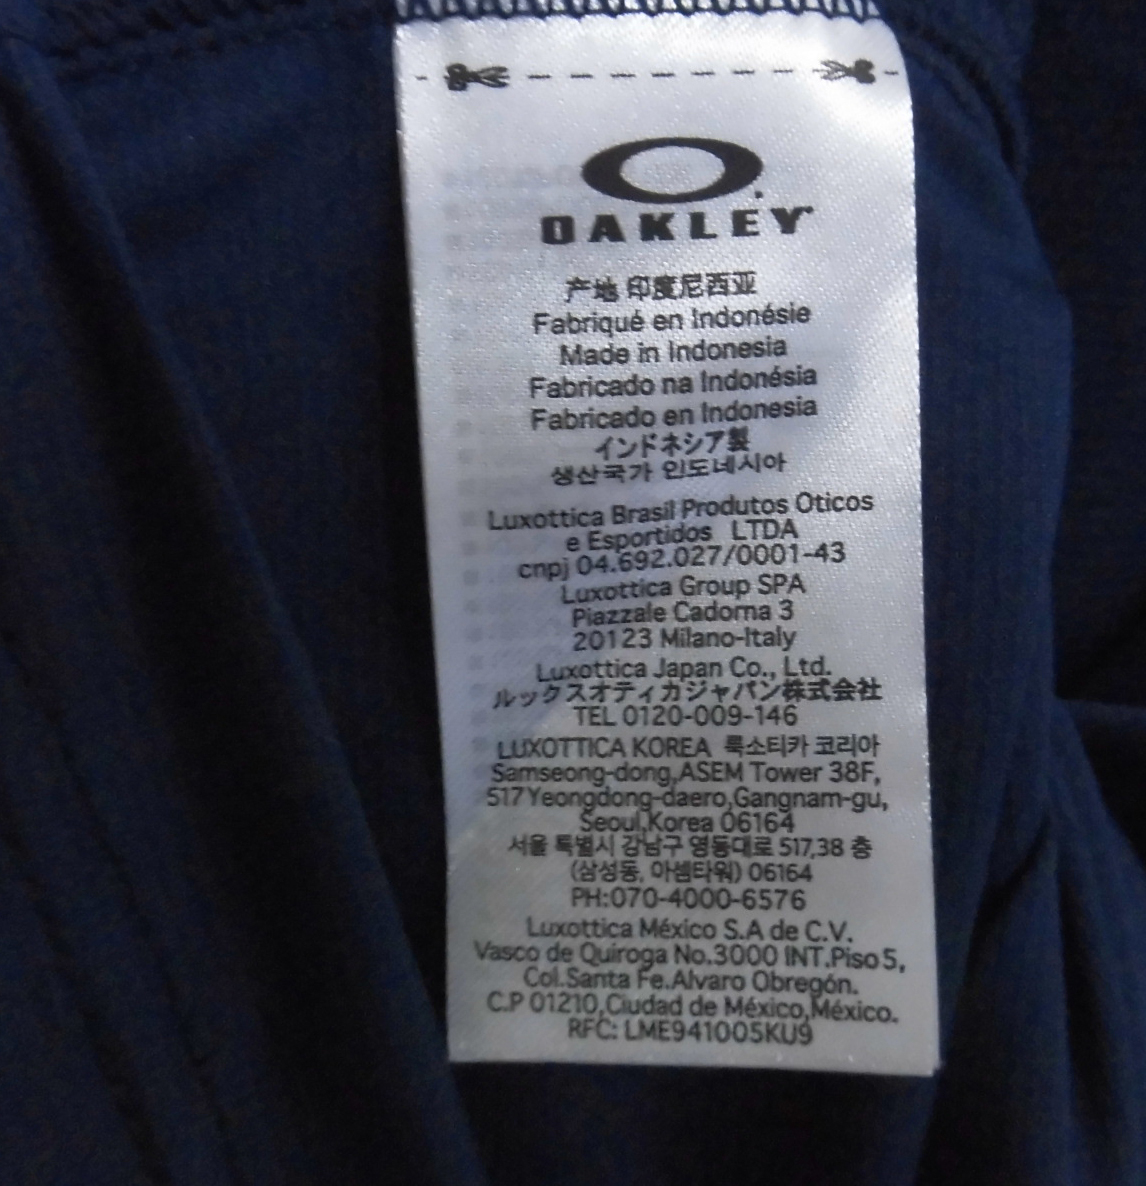 OAKLEY
产地 印度尼西亚
Fabriqué en Indonésie
Made in Indonesia
Fabricado na Indonésia
Fabricado en Indonesia
インドネシア製
생산국가 인도네시아
Luxottica Brasil Produtos Oticos
e Esportidos LTDA
cnpj 04.692.027/0001-43
Luxottica Group SPA
Piazzale Cadorna 3
20123 Milano-Italy
Luxottica Japan Co., Ltd.
ルックスオティカジャパン株式会社
TEL 0120-009-146
LUXOTTICA KOREA 룩소티카 코리아
Samseong-dong,ASEM Tower 38F,
517 Yeongdong-daero,Gangnam-gu,
Seoul,Korea 06164
서울 특별시 강남구 영동대로 517,38 층
(삼성동, 아셈타워) 06164
PH:070-4000-6576
Luxottica México S.A de C.V.
Vasco de Quiroga No.3000 INT.Piso 5,
Col.Santa Fe.Alvaro Obregón.
C.P 01210,Ciudad de México,México.
RFC: LME941005KU9